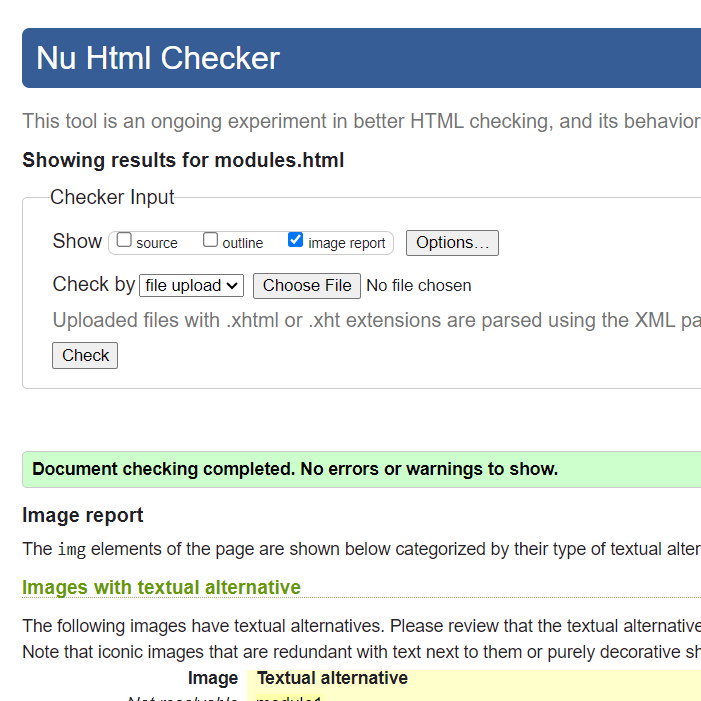 Nu Html Checker
This tool is an ongoing experiment in better HTML checking, and its behavior
Showing results for modules.html
Checker Input
Show source outline image report Options...
Check by file upload Choose File No file chosen
Uploaded files with .xhtml or .xht extensions are parsed using the XML pa
Check
Document checking completed. No errors or warnings to show.
Image report
The img elements of the page are shown below categorized by their type of textual alter
Images with textual alternative
The following images have textual alternatives. Please review that the textual alternative
Note that iconic images that are redundant with text next to them or purely decorative sh
Image Textual alternative
Not resolvable module1